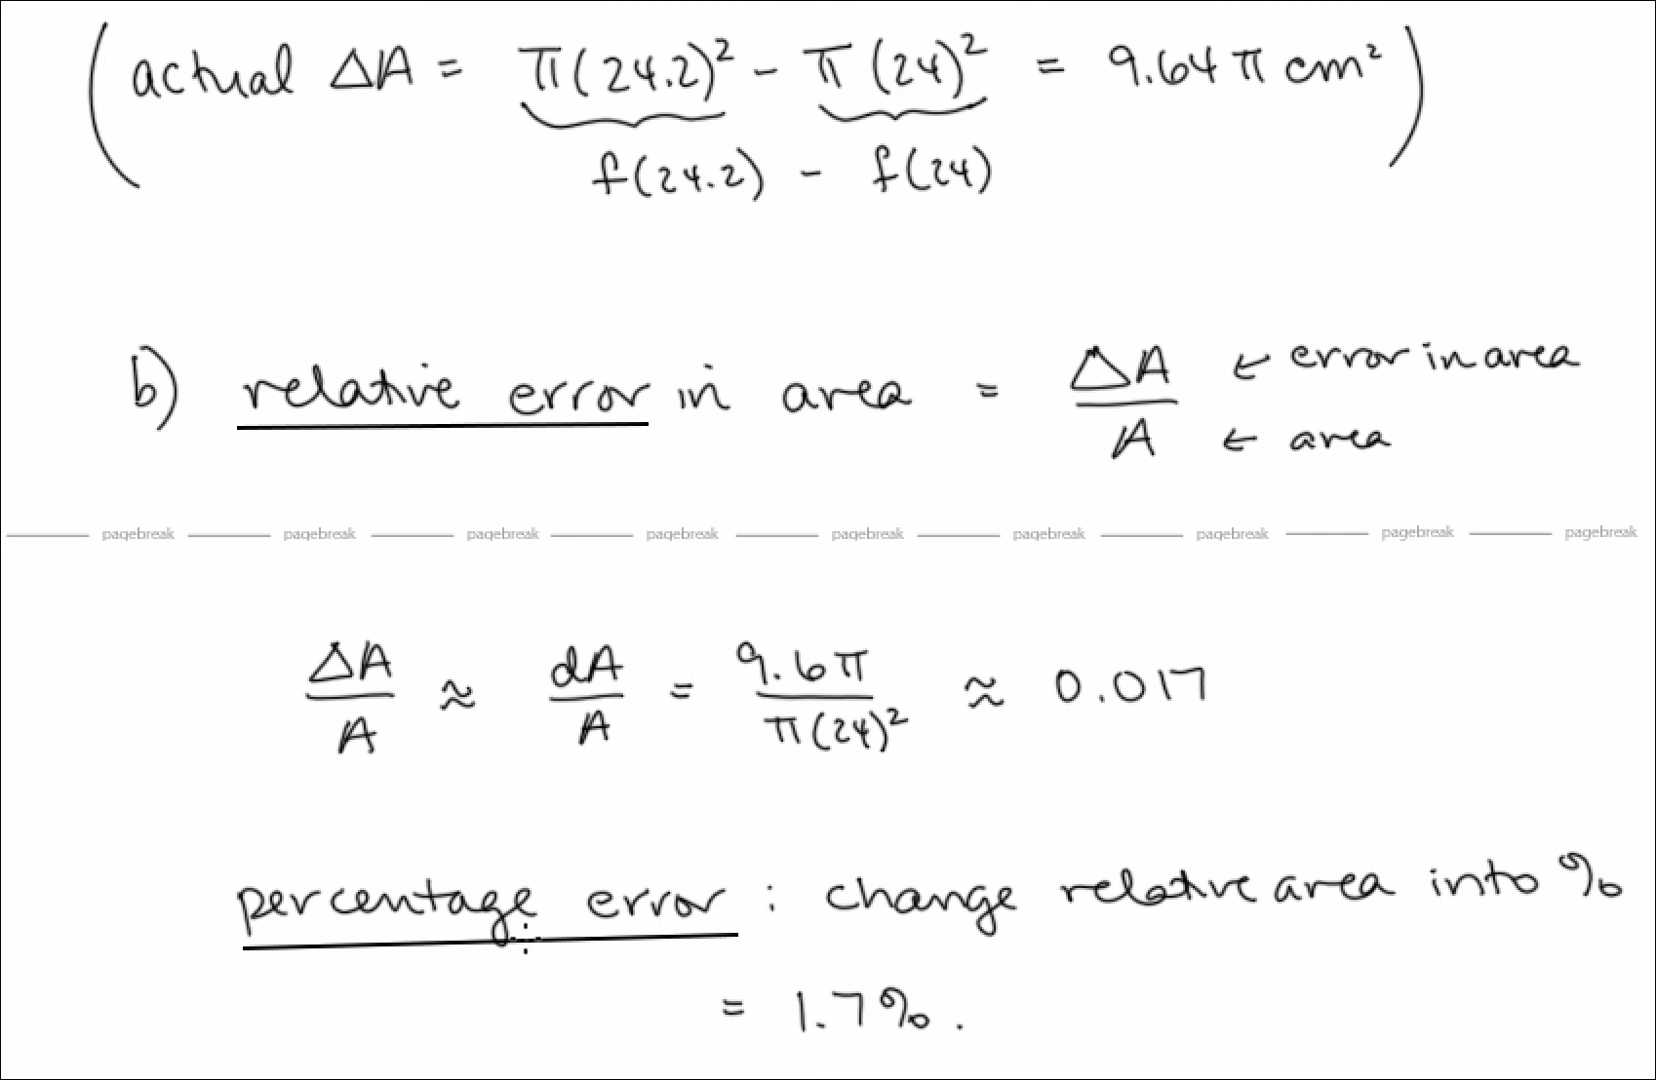 (actual ΔA = π(24.2)² - π(24)² = 9.64π cm²)
f(24.2) - f(24)
b) relative error in area = ΔA/A ← error in area
← area
pagebreak pagebreak pagebreak pagebreak pagebreak pagebreak pagebreak pagebreak pagebreak
ΔA/A ≈ dA/A = 9.6π/π(24)² ≈ 0.017
percentage error : change relative area into %
= 1.7%.